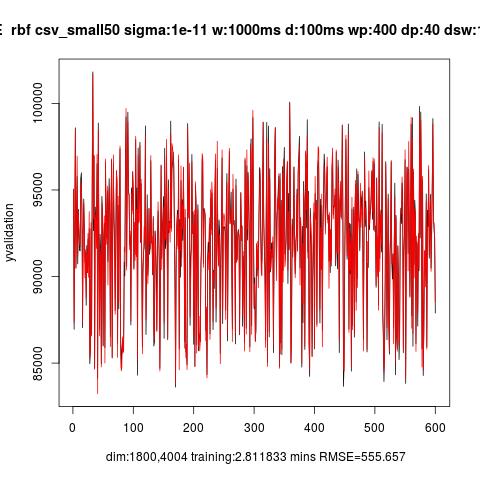 rbf csv_small50 sigma:1e-11 w:1000ms d:100ms wp:400 dp:40
yvalidation
100000
95000
90000
85000
0 100 200 300 400 500 600
dim:1800,4004 training:2.811833 mins RMSE=555.657